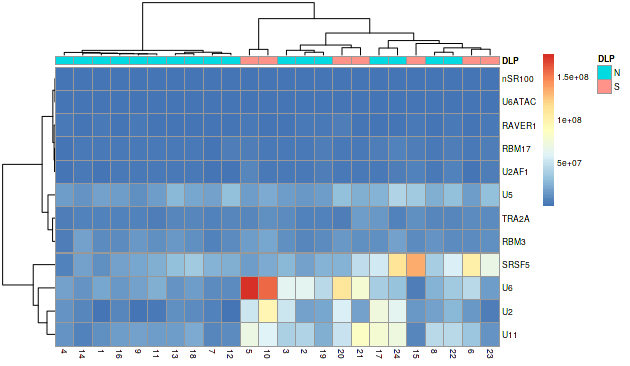 DLP
DLP
N
S
nSR100
U6ATAC
RAVER1
RBM17
U2AF1
U5
TRA2A
RBM3
SRSF5
U6
U2
U11
1.5e+08
1e+08
5e+07
4 14 1 16 9 11 13 18 7 12 5 10 3 2 19 20 21 17 24 15 8 22 6 23